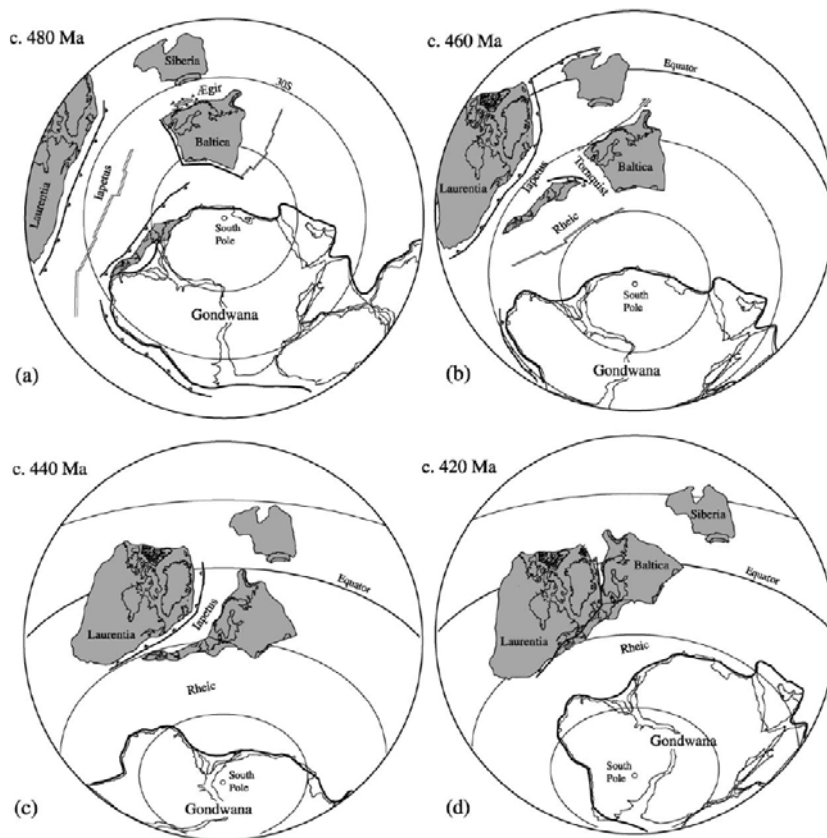 c. 480 Ma
Siberia
30S
Ægir
Baltica
Iapetus
Laurentia
South
Pole
Gondwana
(a)
c. 460 Ma
Equator
Laurentia
Baltica
Iapetus
Tornquist
Rheic
South
Pole
Gondwana
(b)
c. 440 Ma
Equator
Iapetus
Laurentia
Rheic
South
Pole
Gondwana
(c)
c. 420 Ma
Siberia
Baltica
Equator
Laurentia
Rheic
Gondwana
South
Pole
(d)